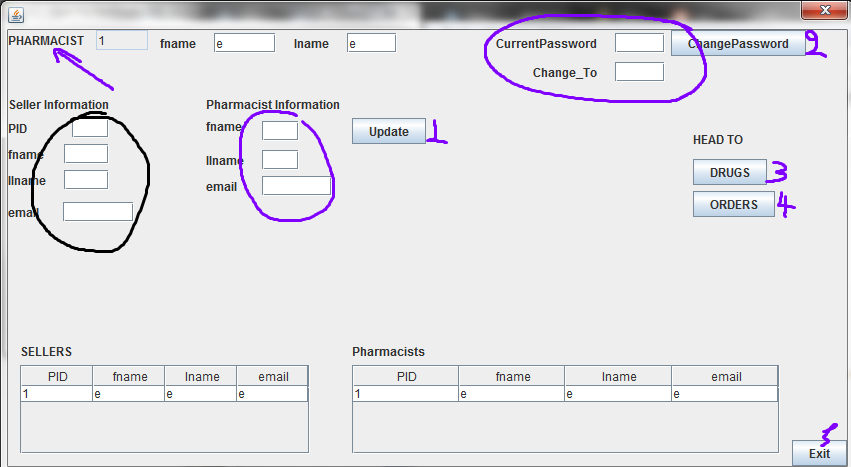 PHARMACIST 1 fname e lname e CurrentPassword ChangePassword 2
Change_To
Seller Information Pharmacist Information
PID fname Update 1
fname llname HEAD TO
llname email DRUGS 3
email ORDERS 4
SELLERS Pharmacists
PID fname lname email PID fname lname email
1 e e e 1 e e e
5
Exit